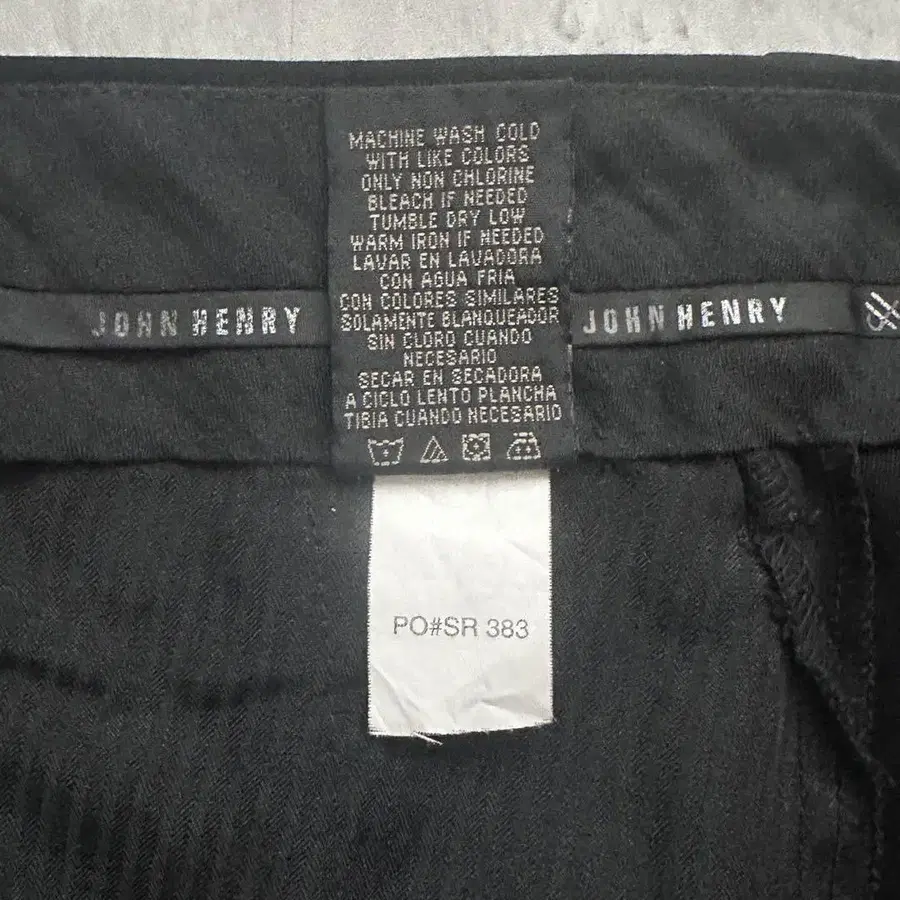 MACHINE WASH COLD
WITH LIKE COLORS
ONLY NON CHLORINE
BLEACH IF NEEDED
TUMBLE DRY LOW
WARM IRON IF NEEDED
LAVAR EN LAVADORA
CON AGUA FRIA
CON COLORES SIMILARES
SOLAMENTE BLANQUEADOR
SIN CLORO CUANDO
NECESARIO
SECAR EN SECADORA
A CICLO LENTO PLANCHA
TIBIA CUANDO NECESARIO
JOHN HENRY
JOHN HENRY
PO#SR 383